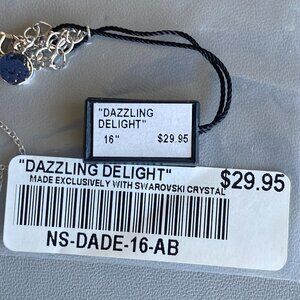 "DAZZLING
DELIGHT"
16" $29.95
"DAZZLING DELIGHT" $29.95
MADE EXCLUSIVELY WITH SWAROVSKI CRYSTAL
NS-DADE-16-AB